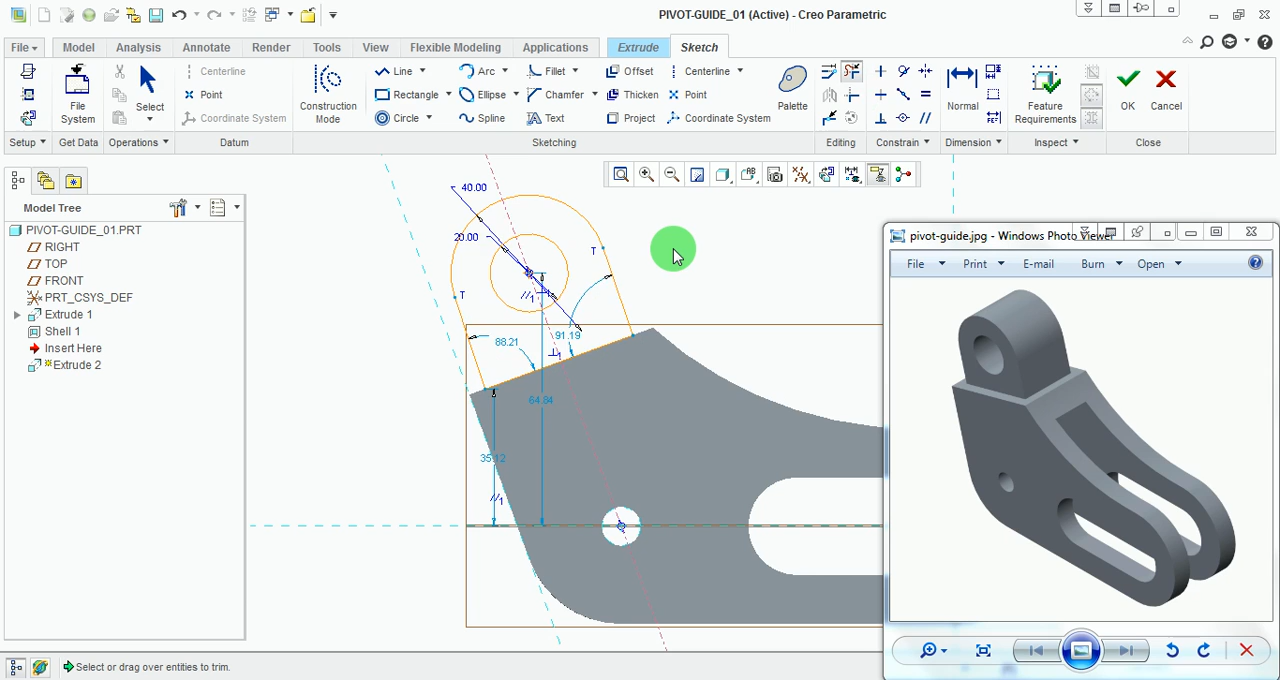 PIVOT-GUIDE_01 (Active) - Creo Parametric
File Model Analysis Annotate Render Tools View Flexible Modeling Applications Extrude Sketch
Centerline Line Arc Fillet Offset Centerline
Point Rectangle Ellipse Chamfer Thicken Point
Coordinate System Circle Spline Text Project Coordinate System
File System Select Construction Mode Palette Normal Feature Requirements OK Cancel
Setup Get Data Operations Datum Sketching Editing Constrain Dimension Inspect Close
Model Tree
PIVOT-GUIDE_01.PRT
RIGHT
TOP
FRONT
PRT_CSYS_DEF
Extrude 1
Shell 1
Insert Here
Extrude 2
40.00
20.00
T
T
//1
91.19
88.21
⊥1
64.84
35.12
//1
pivot-guide.jpg - Windows Photo Viewer
File Print E-mail Burn Open
Select or drag over entities to trim.